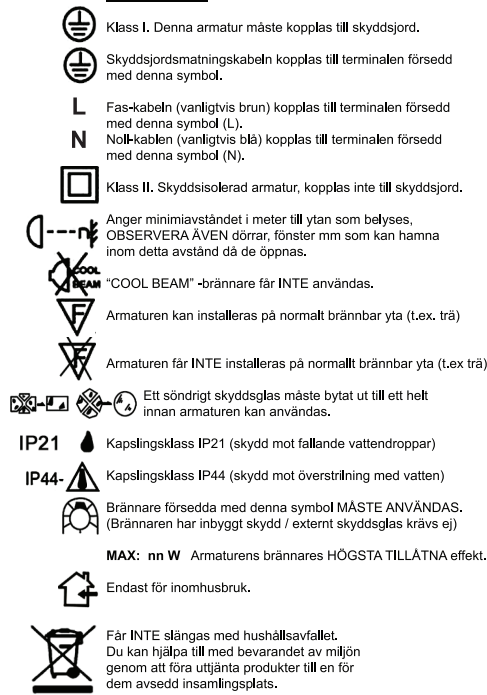 Klass I. Denna armatur måste kopplas till skyddsjord.
Skyddsjordsmatningskabeln kopplas till terminalen försedd
med denna symbol.
L Fas-kabeln (vanligtvis brun) kopplas till terminalen försedd
med denna symbol (L).
N Noll-kablen (vanligtvis blå) kopplas till terminalen försedd
med denna symbol (N).
Klass II. Skyddsisolerad armatur, kopplas inte till skyddsjord.
Anger minimiavståndet i meter till ytan som belyses,
OBSERVERA ÄVEN dörrar, fönster mm som kan hamna
inom detta avstånd då de öppnas.
COOL
BEAM
"COOL BEAM" -brännare får INTE användas.
F Armaturen kan installeras på normalt brännbar yta (t.ex. trä)
F Armaturen får INTE installeras på normallt brännbar yta (t.ex trä)
Ett söndrigt skyddsglas måste bytat ut till ett helt
innan armaturen kan användas.
IP21 Kapslingsklass IP21 (skydd mot fallande vattendroppar)
IP44- Kapslingsklass IP44 (skydd mot överstrilning med vatten)
Brännare försedda med denna symbol MÅSTE ANVÄNDAS.
(Brännaren har inbyggt skydd / externt skyddsglas krävs ej)
MAX: nn W Armaturens brännares HÖGSTA TILLÅTNA effekt.
Endast för inomhusbruk.
Får INTE slängas med hushållsavfallet.
Du kan hjälpa till med bevarandet av miljön
genom att föra uttjänta produkter till en för
dem avsedd insamlingsplats.